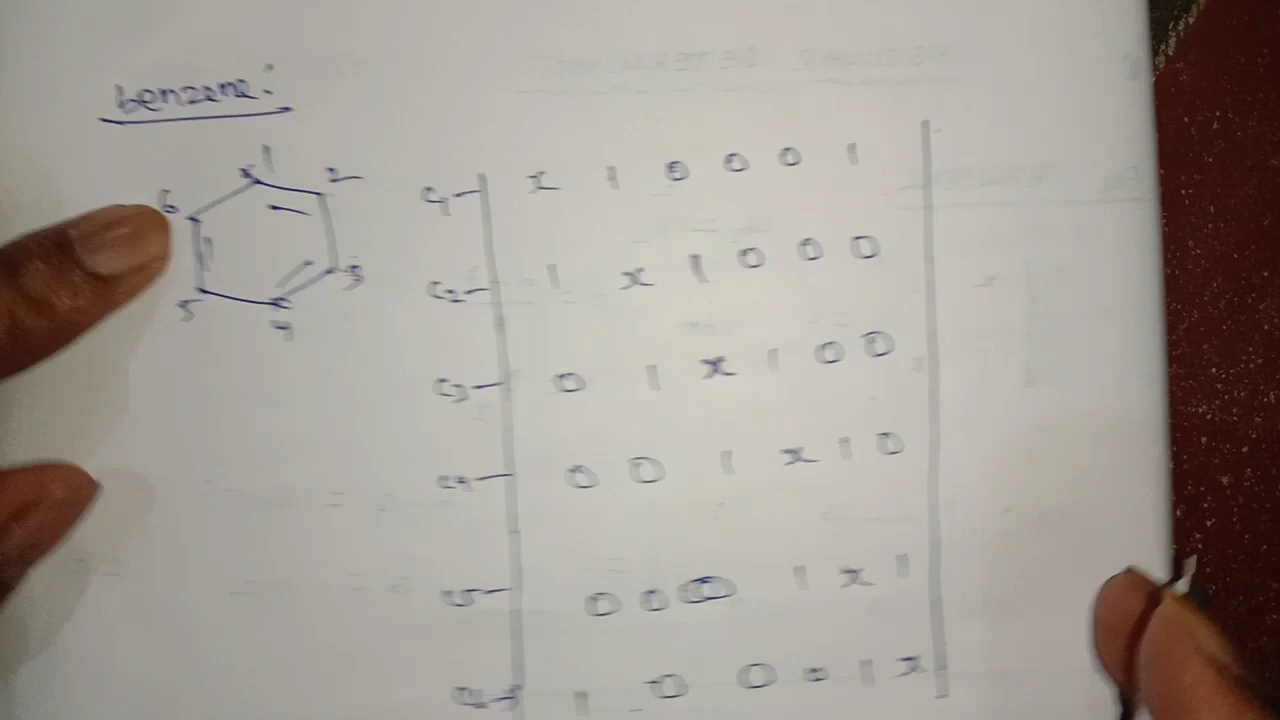 benzene:
1
2
6
3
5
4
C1 x 1 0 0 0 1
C2 1 x 1 0 0 0
C3 0 1 x 1 0 0
C4 0 0 1 x 1 0
C5 0 0 0 1 x 1
C6 1 0 0 0 1 x